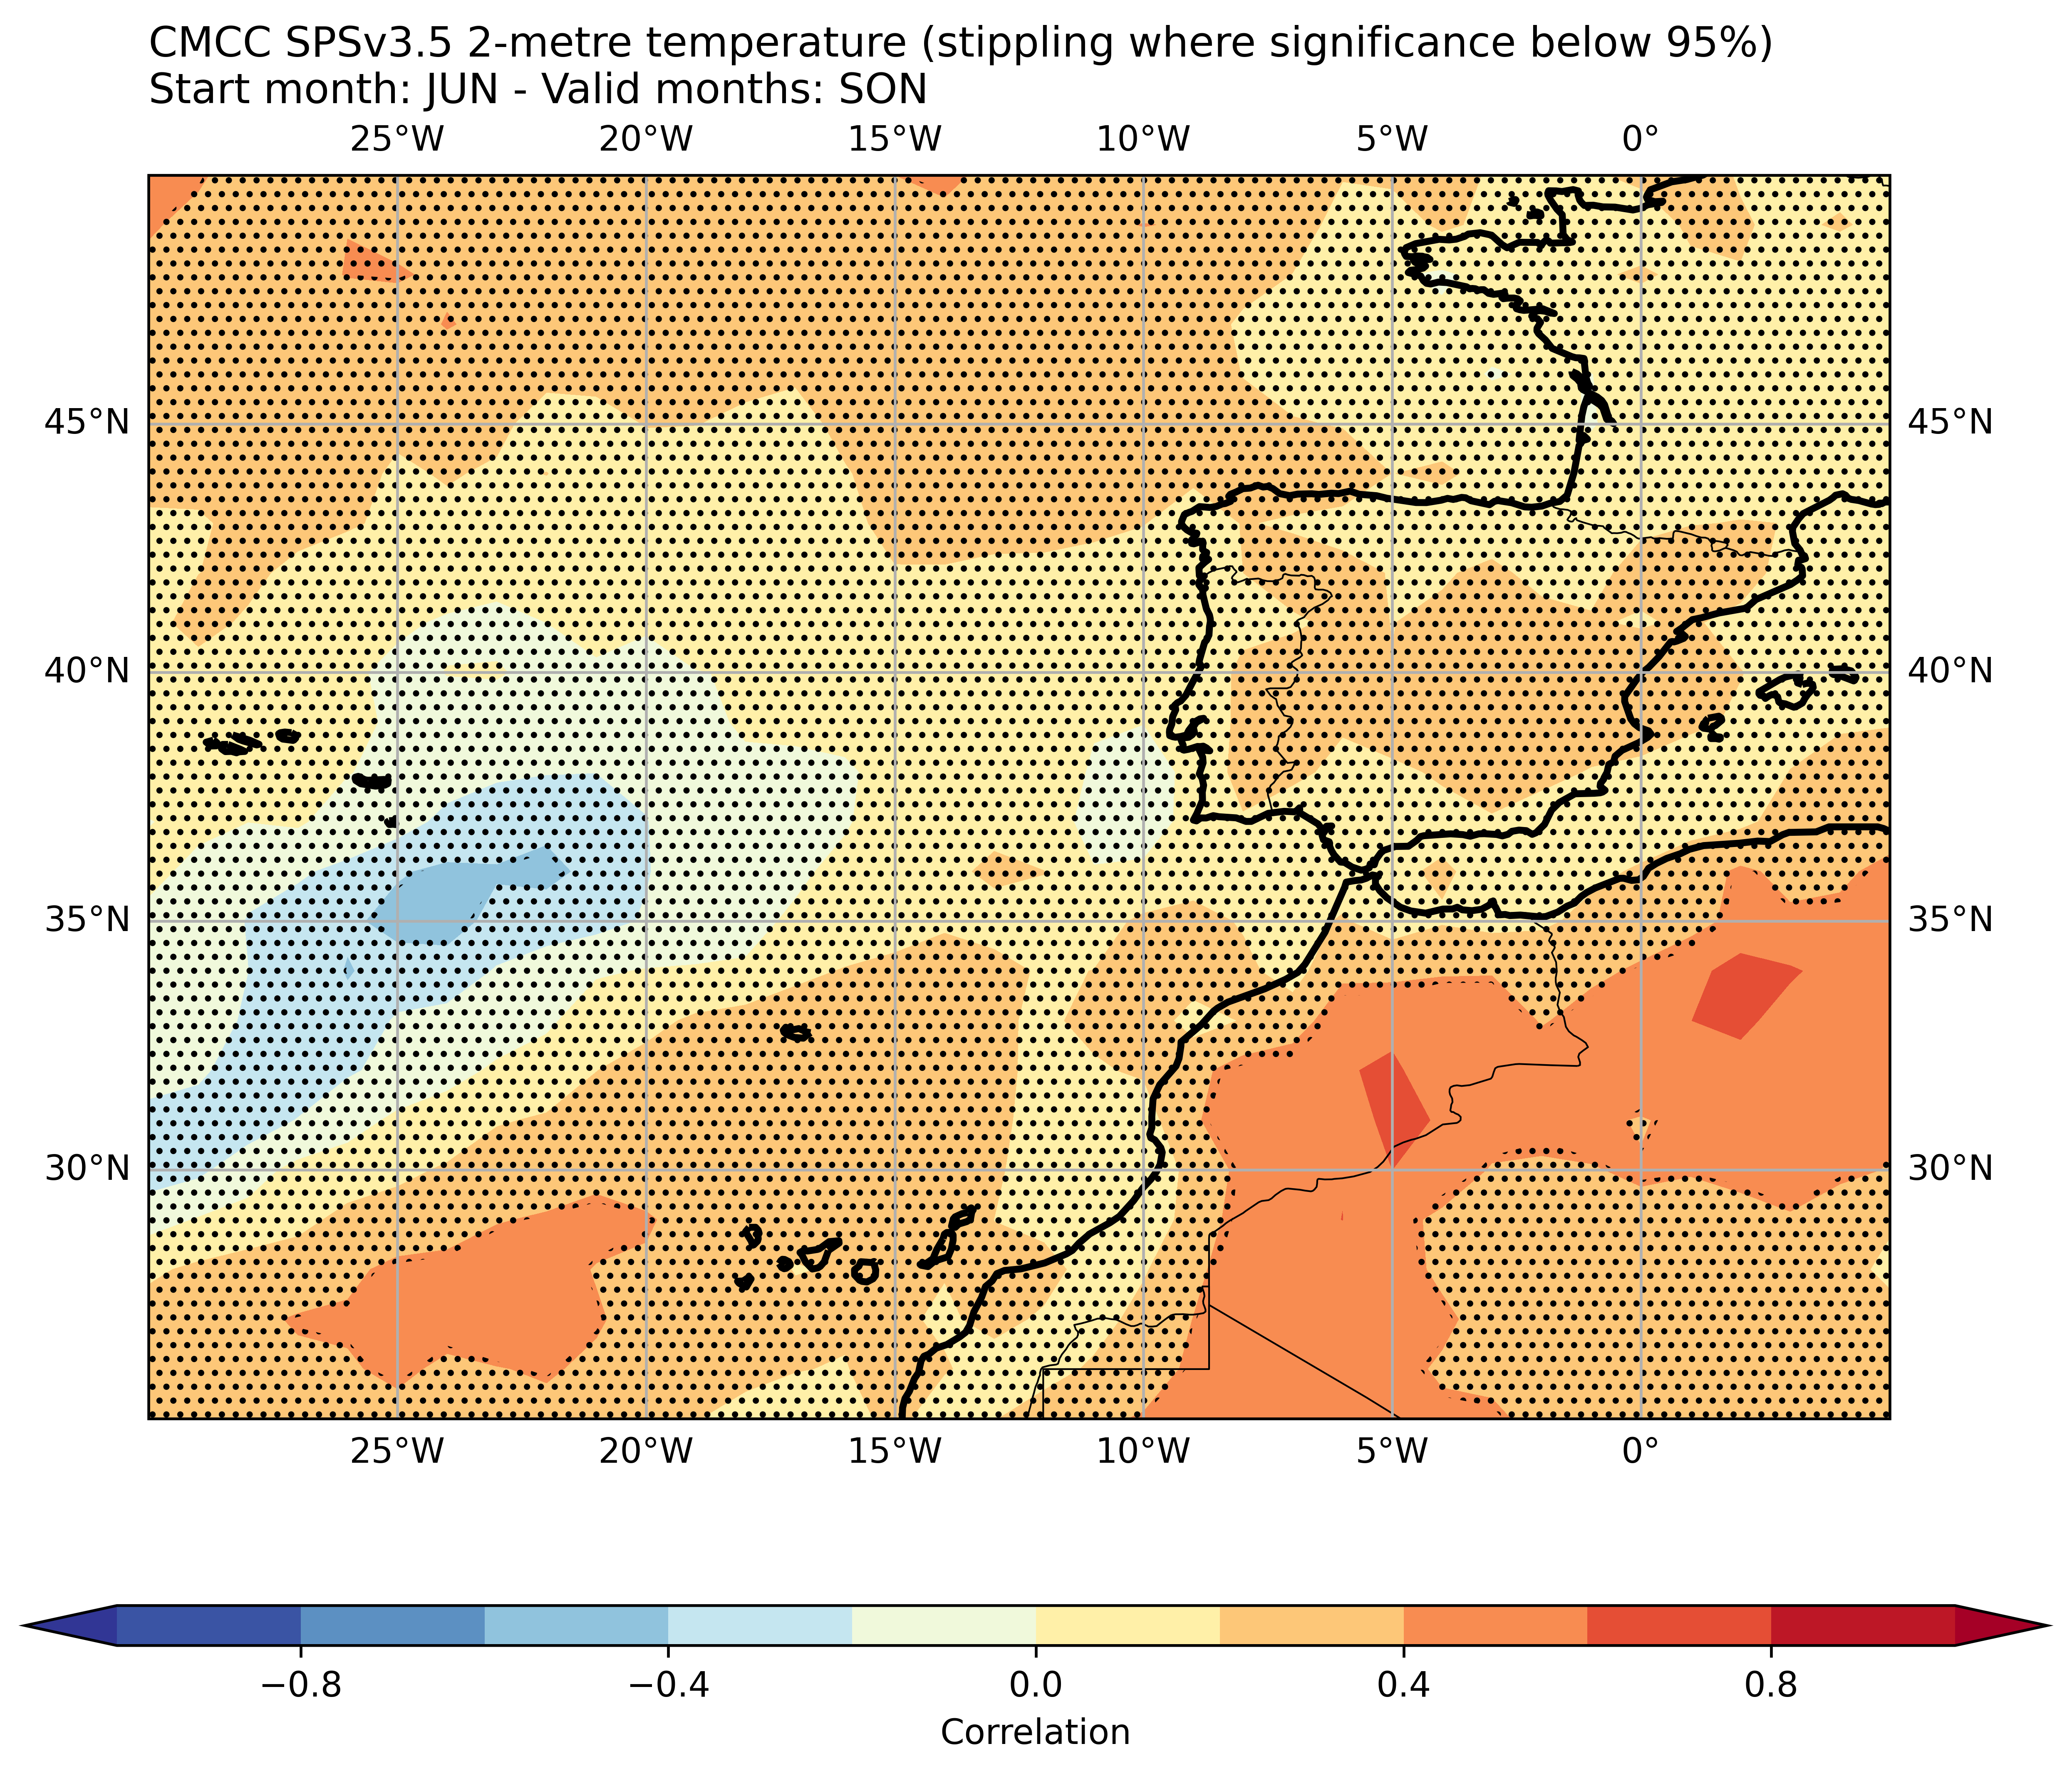 CMCC SPSv3.5 2-metre temperature (stippling where significance below 95%)
Start month: JUN - Valid months: SON
25°W 20°W 15°W 10°W 5°W 0°
45°N 45°N
40°N 40°N
35°N 35°N
30°N 30°N
25°W 20°W 15°W 10°W 5°W 0°
−0.8 −0.4 0.0 0.4 0.8
Correlation